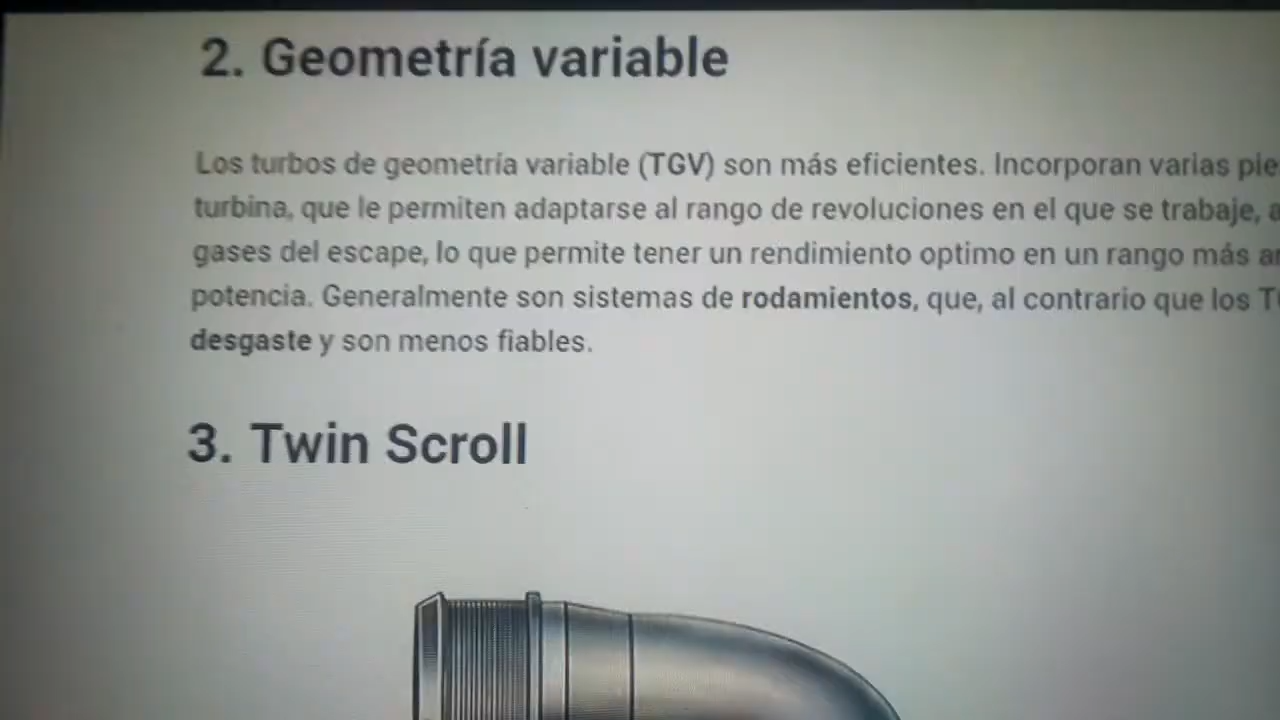 2. Geometría variable
Los turbos de geometría variable (TGV) son más eficientes. Incorporan varias
turbina, que le permiten adaptarse al rango de revoluciones en el que se trabaje,
gases del escape, lo que permite tener un rendimiento optimo en un rango más
potencia. Generalmente son sistemas de rodamientos, que, al contrario que los
desgaste y son menos fiables.
3. Twin Scroll